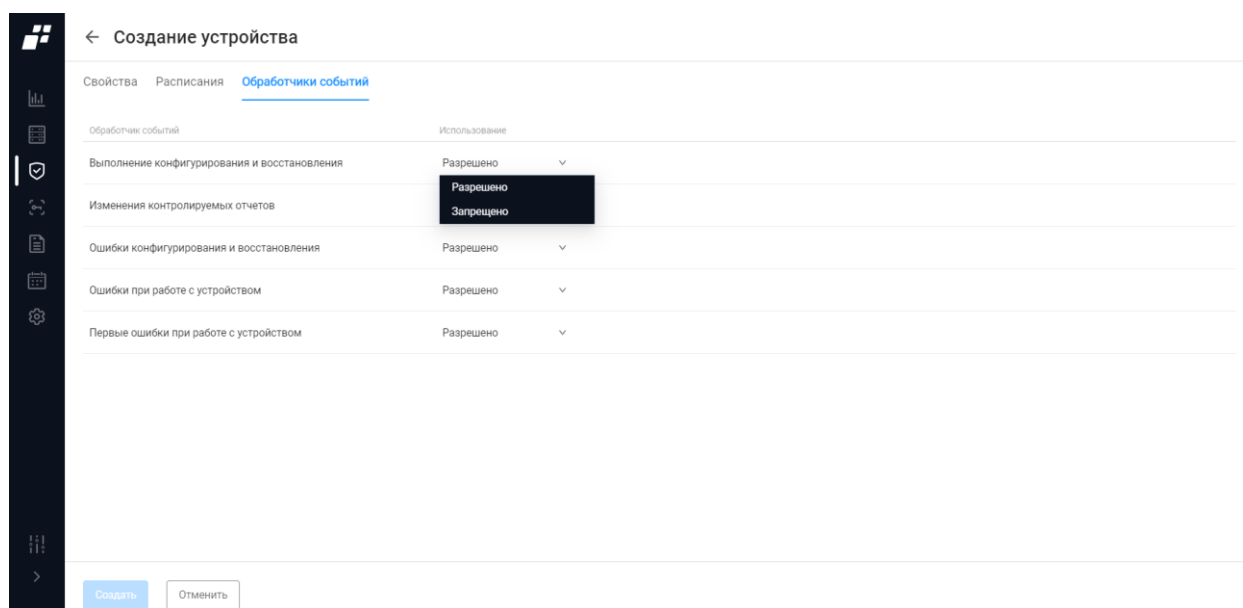 Создание устройства
Свойства Расписания Обработчики событий
Обработчик событий Использование
Выполнение конфигурирования и восстановления Разрешено
Разрешено
Изменения контролируемых отчетов
Запрещено
Ошибки конфигурирования и восстановления Разрешено
Ошибки при работе с устройством Разрешено
Первые ошибки при работе с устройством Разрешено
Создать Отменить